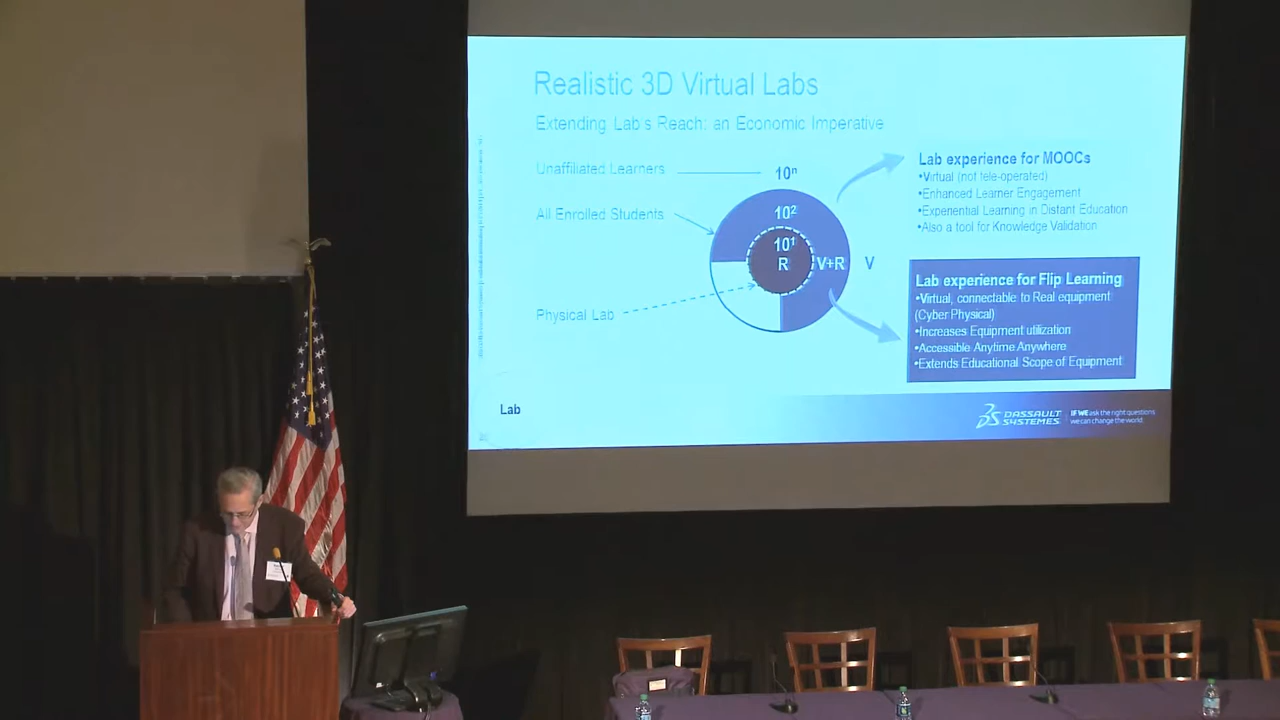 Realistic 3D Virtual Labs
Extending Lab's Reach: an Economic Imperative
Unaffiliated Learners
10ⁿ
All Enrolled Students
10²
10¹
R
V+R
V
Physical Lab
Lab experience for MOOCs
•Virtual (not tele-operated)
•Enhanced Learner Engagement
•Experiential Learning in Distant Education
•Also a tool for Knowledge Validation
Lab experience for Flip Learning
•Virtual, connectable to Real equipment
(Cyber Physical)
•Increases Equipment utilization
•Accessible Anytime Anywhere
•Extends Educational Scope of Equipment
Lab
DASSAULT
SYSTEMES
IF WE ask the right questions
we can change the world.